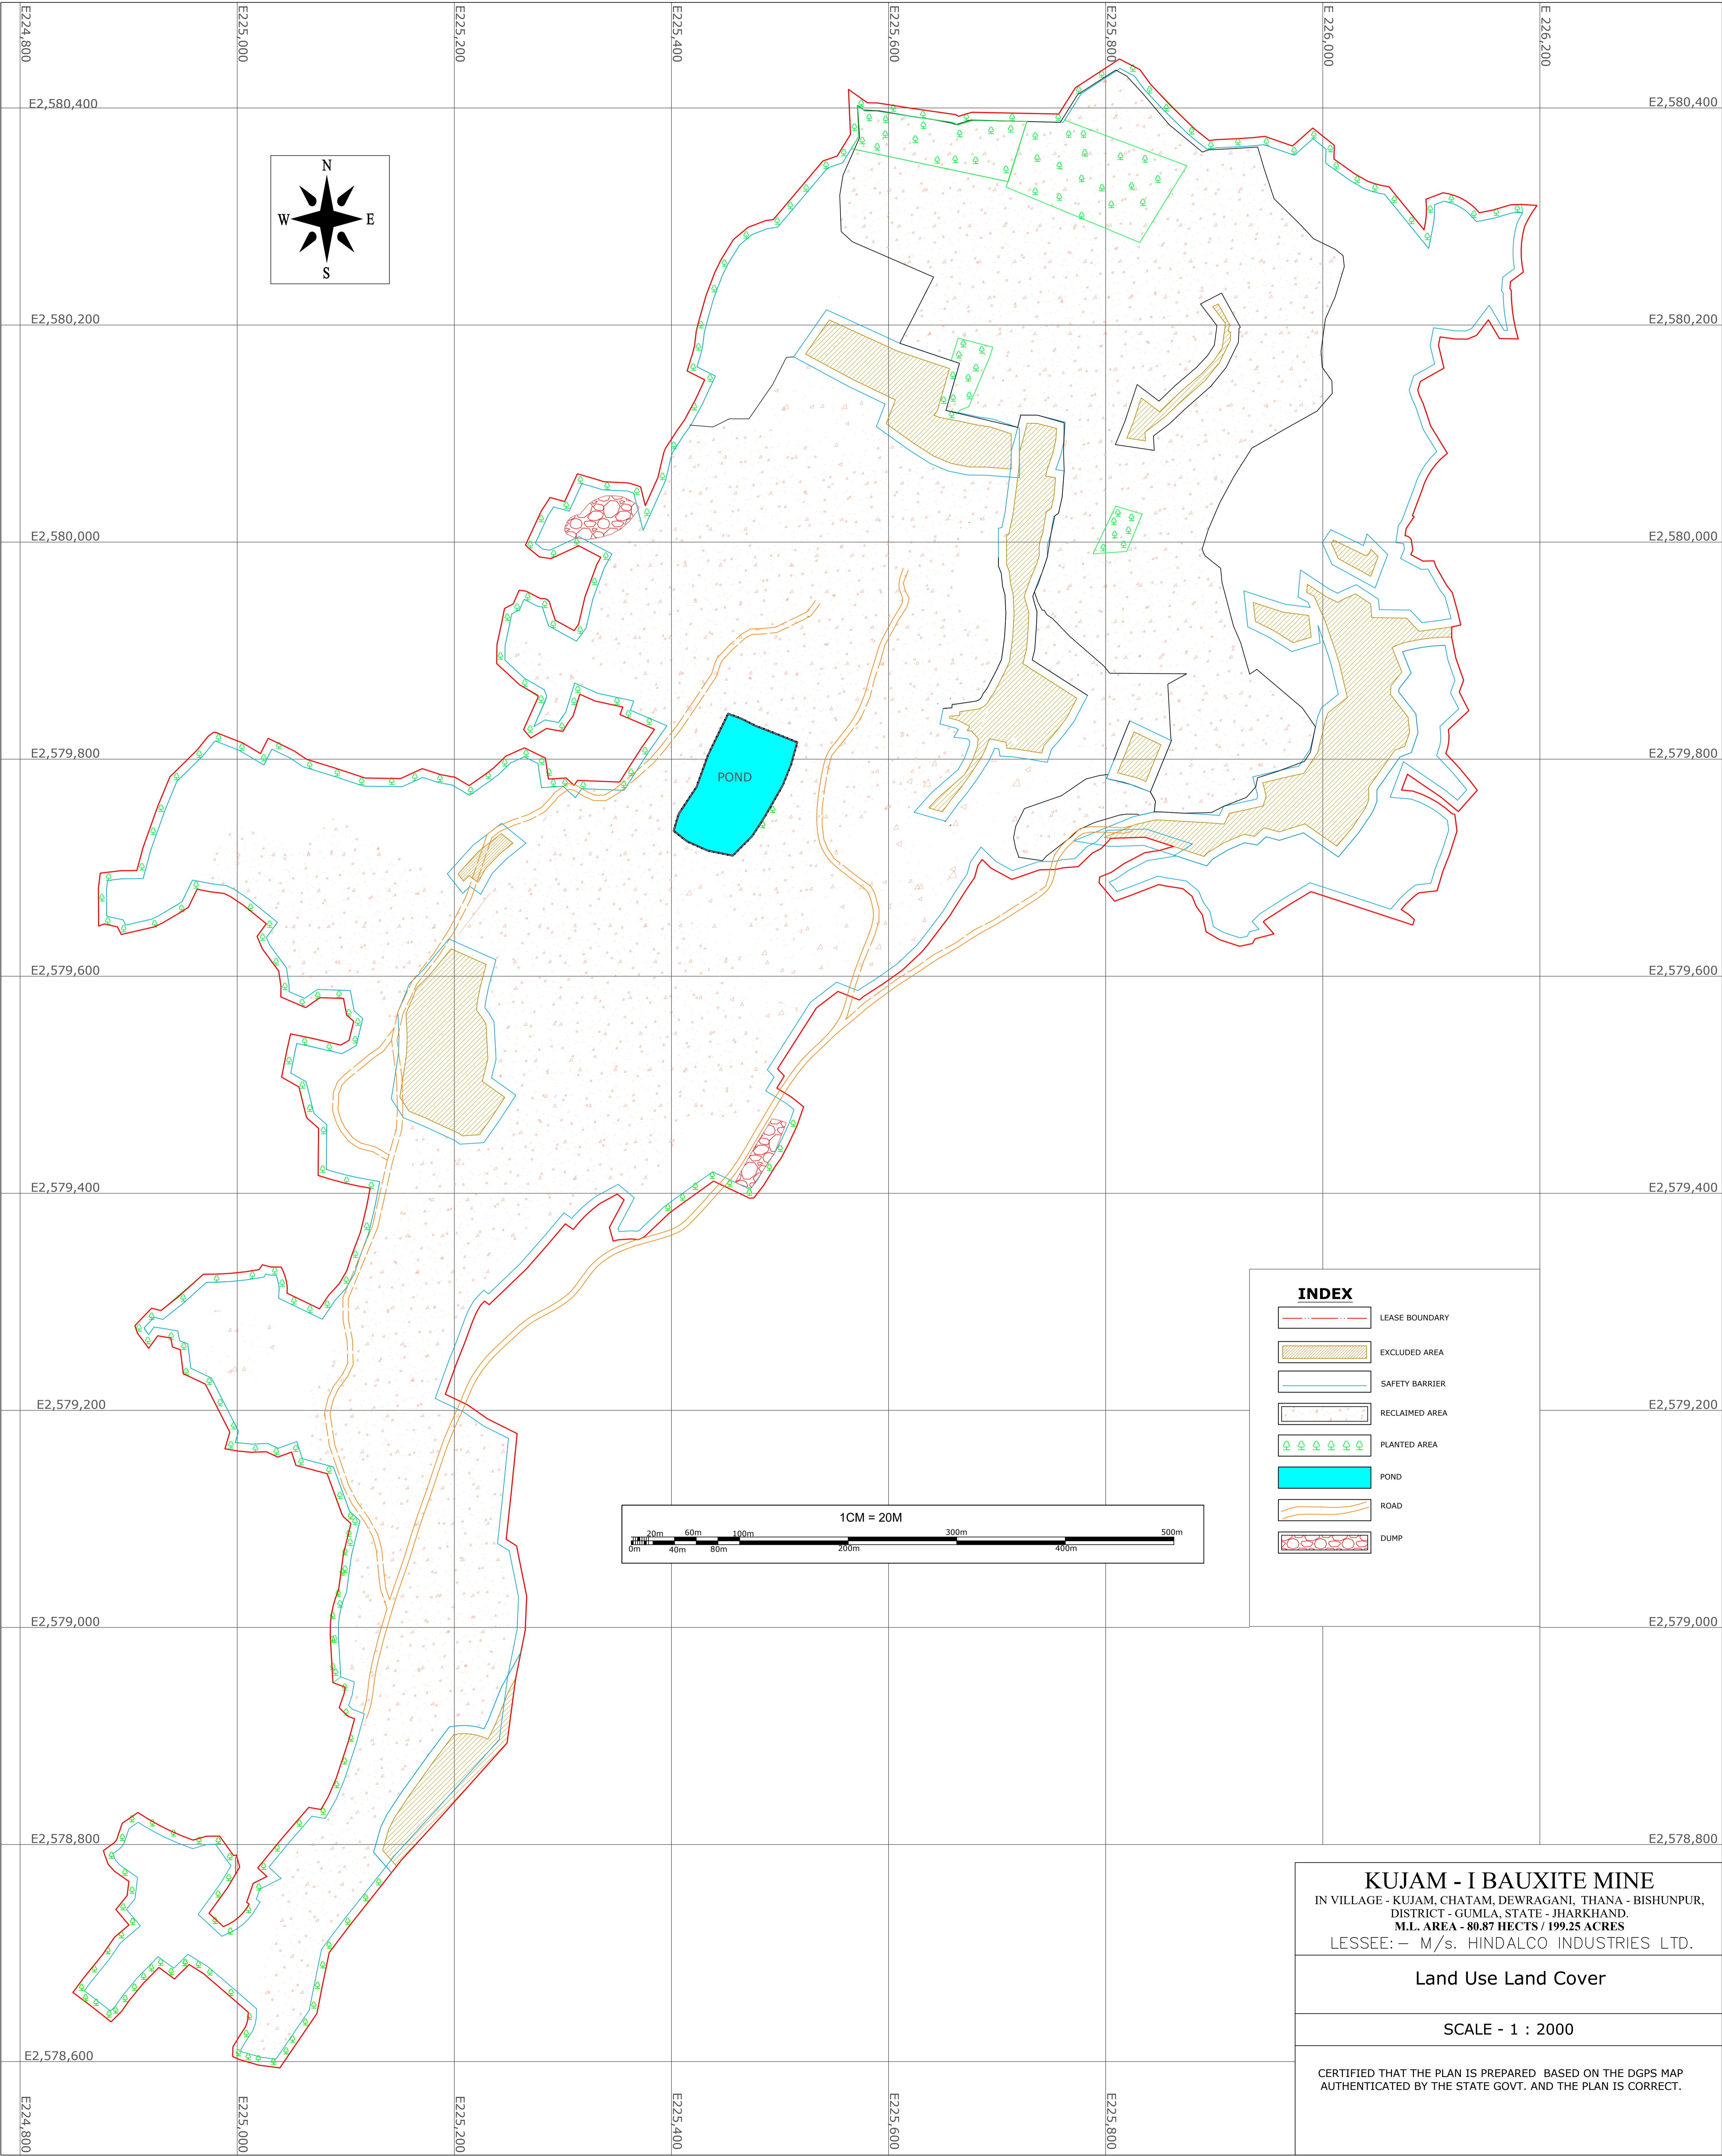 E224,800
E225,000
E225,200
E225,400
E225,600
E225,800
E 226,000
E 226,200
E2,580,400
E2,580,400
N
W E
S
E2,580,200
E2,580,200
E2,580,000
E2,580,000
E2,579,800
E2,579,800
POND
E2,579,600
E2,579,600
E2,579,400
E2,579,400
INDEX
LEASE BOUNDARY
EXCLUDED AREA
SAFETY BARRIER
RECLAIMED AREA
PLANTED AREA
POND
ROAD
DUMP
E2,579,200
E2,579,200
1CM = 20M
20m 60m 100m 300m 500m
0m 40m 80m 200m 400m
E2,579,000
E2,579,000
E2,578,800
E2,578,800
KUJAM - I BAUXITE MINE
IN VILLAGE - KUJAM, CHATAM, DEWRAGANI, THANA - BISHUNPUR,
DISTRICT - GUMLA, STATE - JHARKHAND.
M.L. AREA - 80.87 HECTS / 199.25 ACRES
LESSEE:- M/s. HINDALCO INDUSTRIES LTD.
Land Use Land Cover
SCALE - 1 : 2000
CERTIFIED THAT THE PLAN IS PREPARED BASED ON THE DGPS MAP
AUTHENTICATED BY THE STATE GOVT. AND THE PLAN IS CORRECT.
E2,578,600
E224,800
E225,000
E225,200
E225,400
E225,600
E225,800